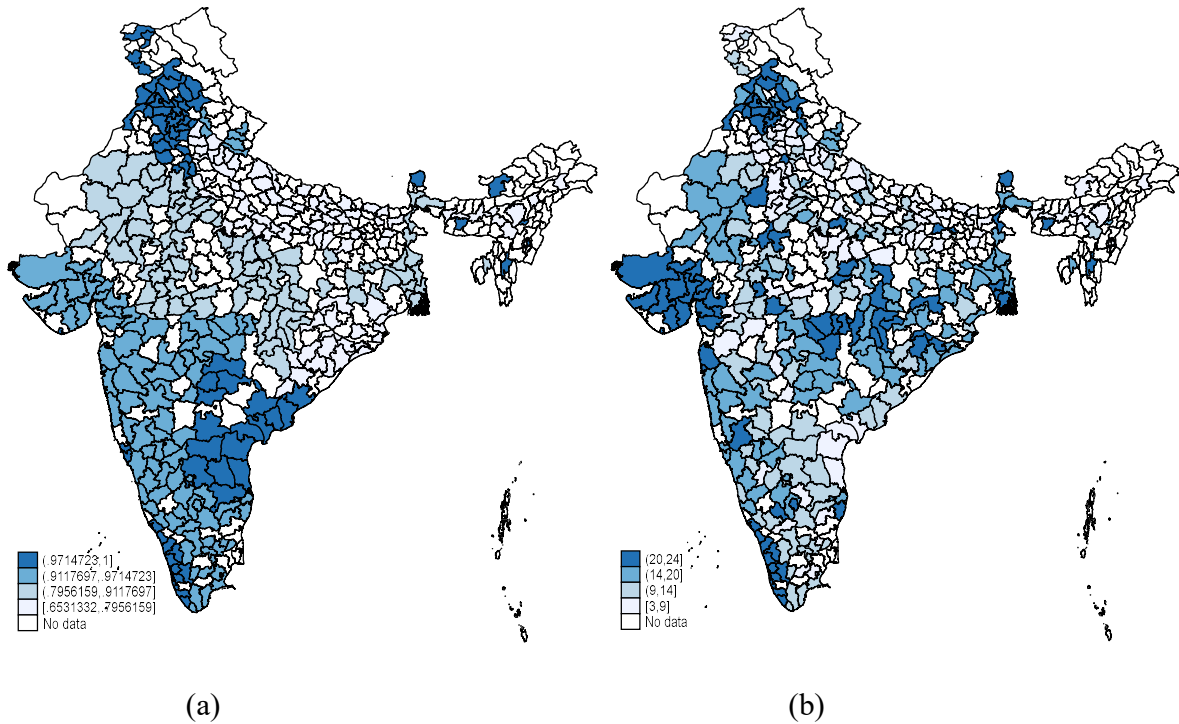 (.9714723,1]
(.9117697,.9714723]
(.7956159,.9117697]
[.6531332,.7956159]
No data
(20,24]
(14,20]
(9,14]
[3,9]
No data
(a)
(b)